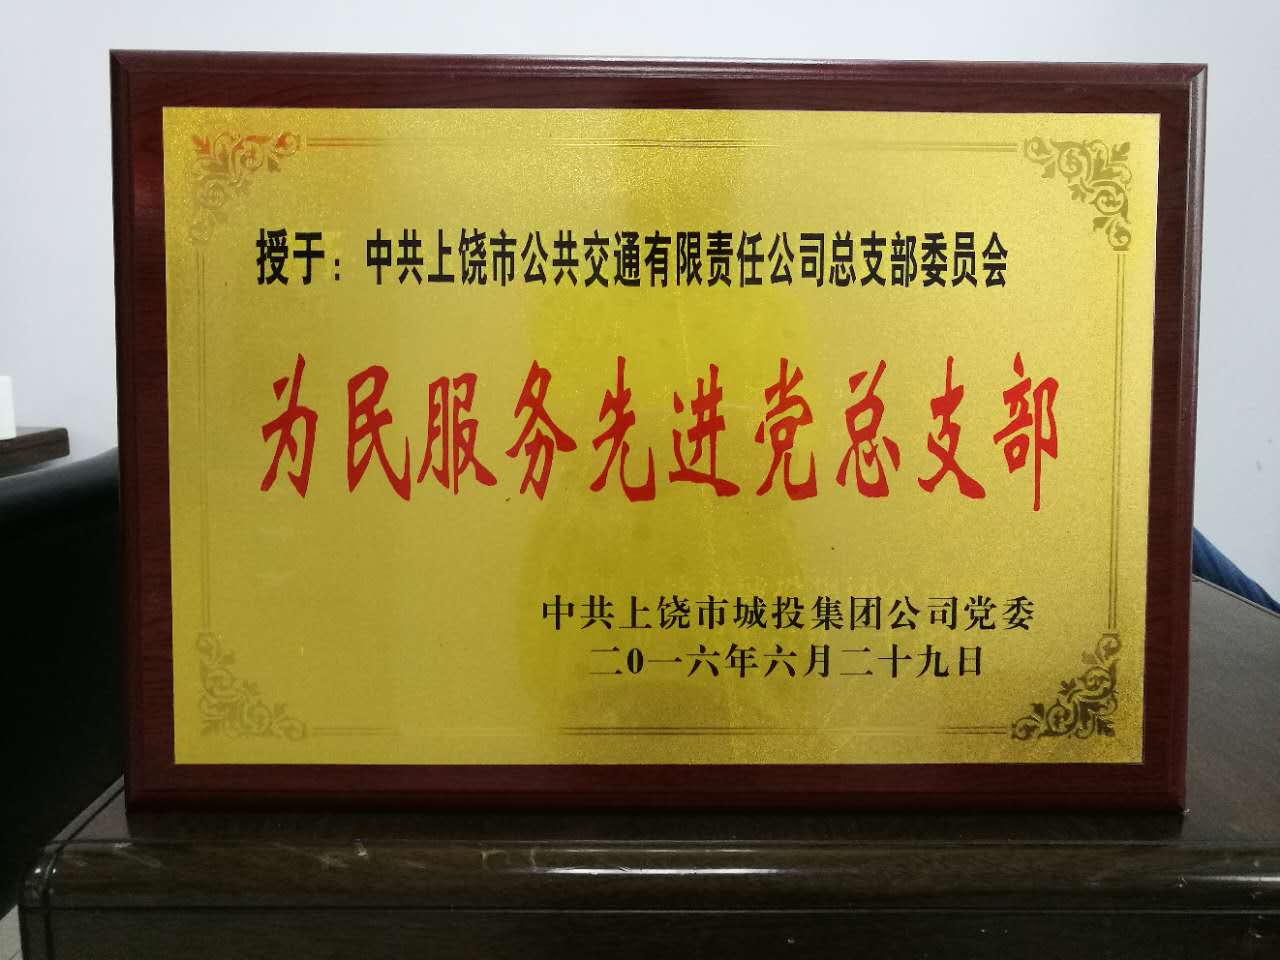 授于：中共上饶市公共交通有限责任公司总支部委员会
为民服务先进党总支部
中共上饶市城投集团公司党委
二0一六年六月二十九日